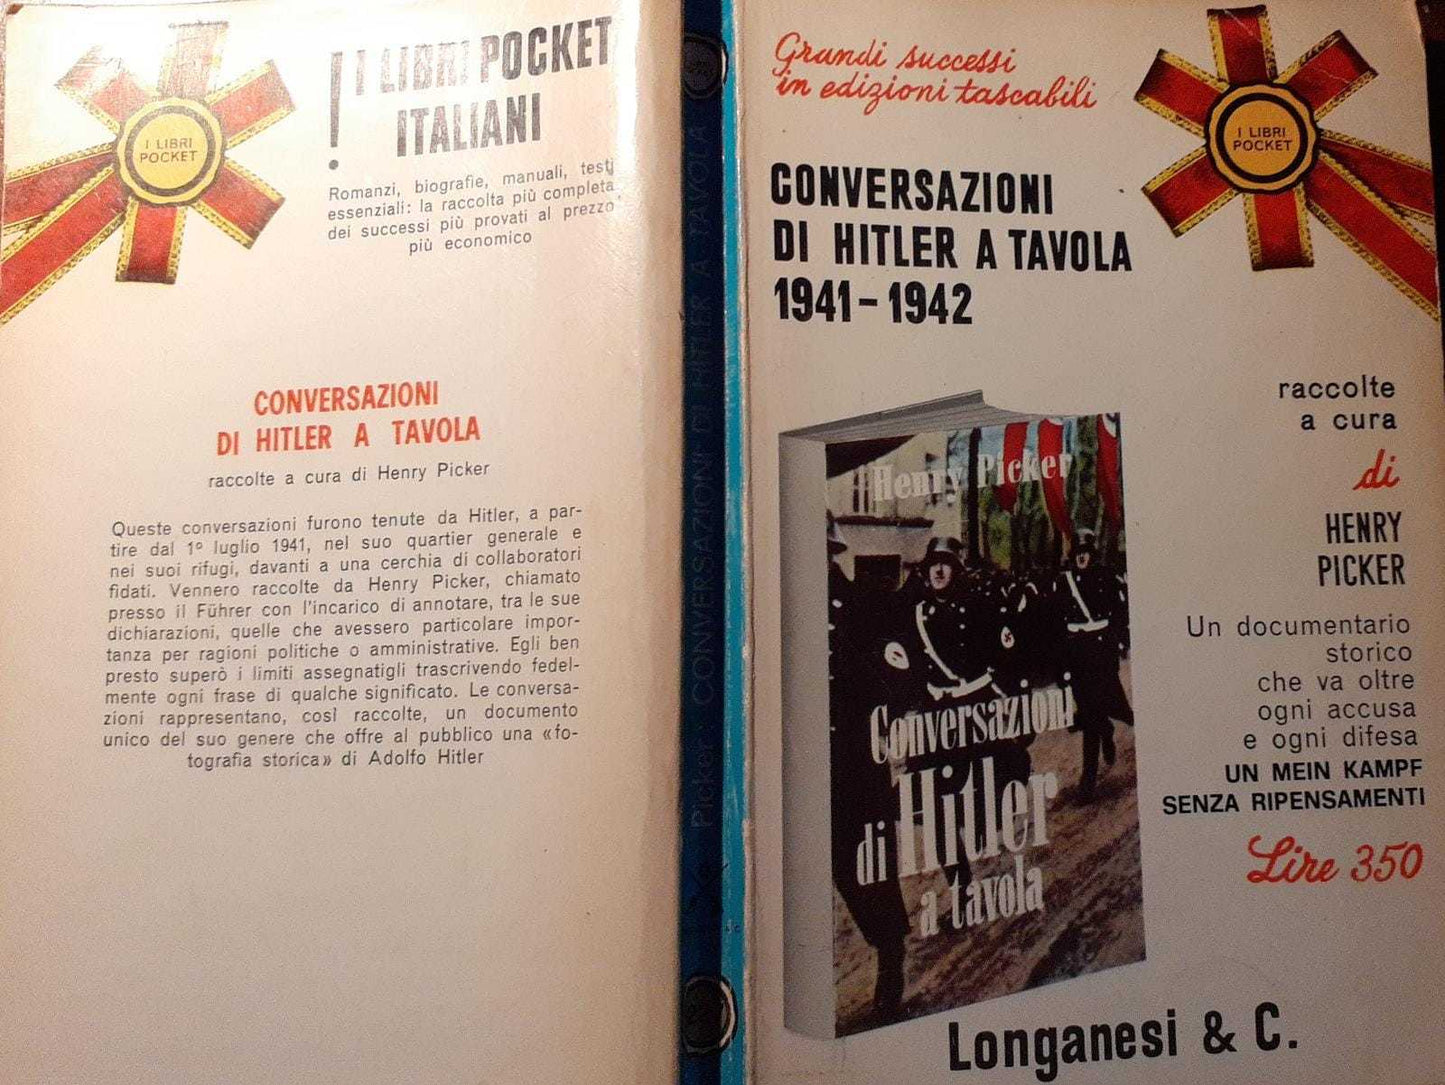 I LIBRI
POCKET
! I LIBRI POCKET
ITALIANI
Romanzi, biografie, manuali, testi
essenziali: la raccolta più completa
dei successi più provati al prezzo
più economico
CONVERSAZIONI
DI HITLER A TAVOLA
raccolte a cura di Henry Picker
Queste conversazioni furono tenute da Hitler, a par-
tire dal 1° luglio 1941, nel suo quartier generale e
nei suoi rifugi, davanti a una cerchia di collaboratori
fidati. Vennero raccolte da Henry Picker, chiamato
presso il Führer con l'incarico di annotare, tra le sue
dichiarazioni, quelle che avessero particolare impor-
tanza per ragioni politiche o amministrative. Egli ben
presto superò i limiti assegnatigli trascrivendo fedel-
mente ogni frase di qualche significato. Le conversa-
zioni rappresentano, così raccolte, un documento
unico del suo genere che offre al pubblico una «fo-
tografia storica» di Adolfo Hitler
Picker: CONVERSAZIONI DI HITLER A TAVOLA
Grandi successi
in edizioni tascabili
I LIBRI
POCKET
CONVERSAZIONI
DI HITLER A TAVOLA
1941-1942
raccolte
a cura
di
HENRY
PICKER
Un documentario
storico
che va oltre
ogni accusa
e ogni difesa
UN MEIN KAMPF
SENZA RIPENSAMENTI
Lire 350
Henry Picker
Conversazioni
di Hitler
a tavola
Longanesi & C.